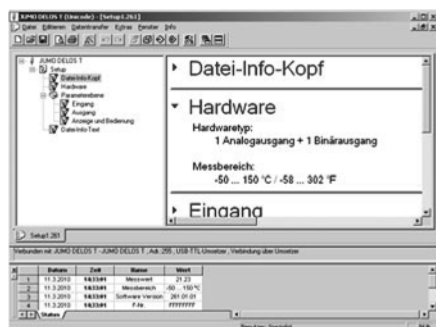 JUMO DELOS T (Unicode) - [Setup1.261]
Datei Editieren Datentransfer Extras Fenster Info
JUMO DELOS T
Setup
Datei-Info-Kopf
Hardware
Parameterebene
Eingang
Ausgang
Anzeige und Bedienung
Datei-Info-Text
Datei-Info-Kopf
Hardware
Hardwaretyp:
1 Analogausgang + 1 Binärausgang
Messbereich:
-50 ... 150 °C / -58 ... 302 °F
Eingang
Setup1.261
Verbunden mit: JUMO DELOS T - JUMO DELOS T , Adr. 255 , USB-TTL-Umsetzer , Verbindung über Umsetzer
Datum Zeit Name Wert
1 11.3.2010 14:33:01 Messwert 21.23
2 11.3.2010 14:33:01 Messbereich -50 ... 150 °C
3 11.3.2010 14:33:01 Software Version 261.01.01
4 11.3.2010 14:33:01 F-Nr. FFFFFFFF
Status